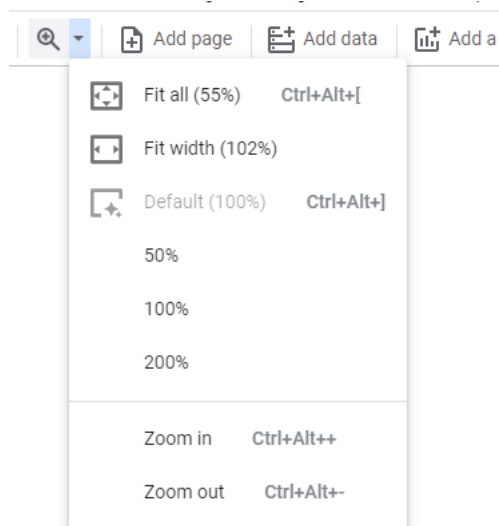 Add page Add data Add a
Fit all (55%) Ctrl+Alt+[
Fit width (102%)
Default (100%) Ctrl+Alt+]
50%
100%
200%
Zoom in Ctrl+Alt++
Zoom out Ctrl+Alt+-